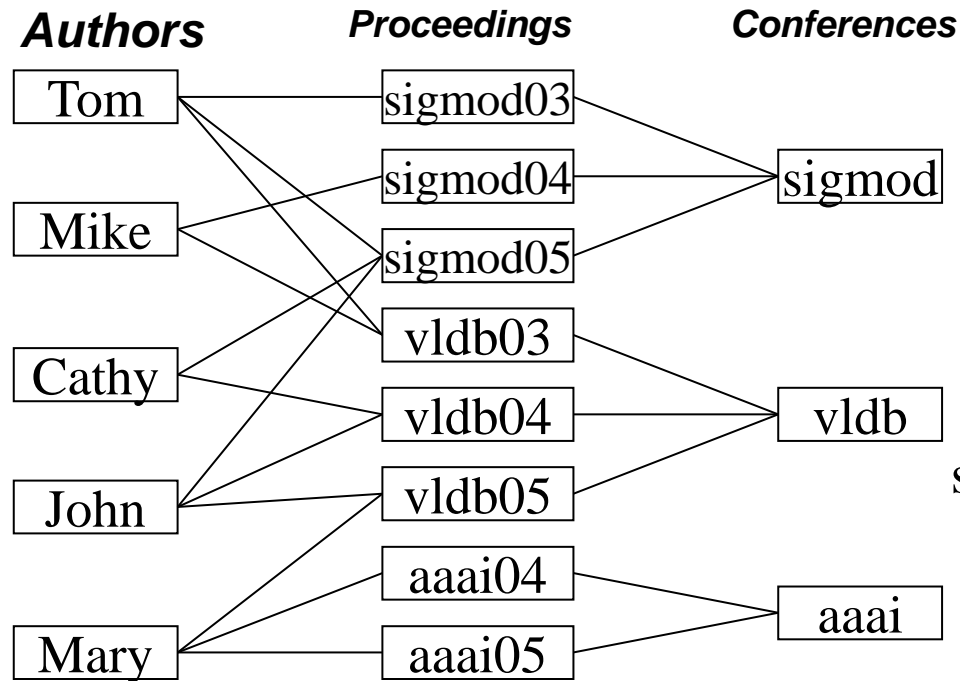 Authors
Proceedings
Conferences
Tom
Mike
Cathy
John
Mary
sigmod03
sigmod04
sigmod05
vldb03
vldb04
vldb05
aaai04
aaai05
sigmod
vldb
aaai
s